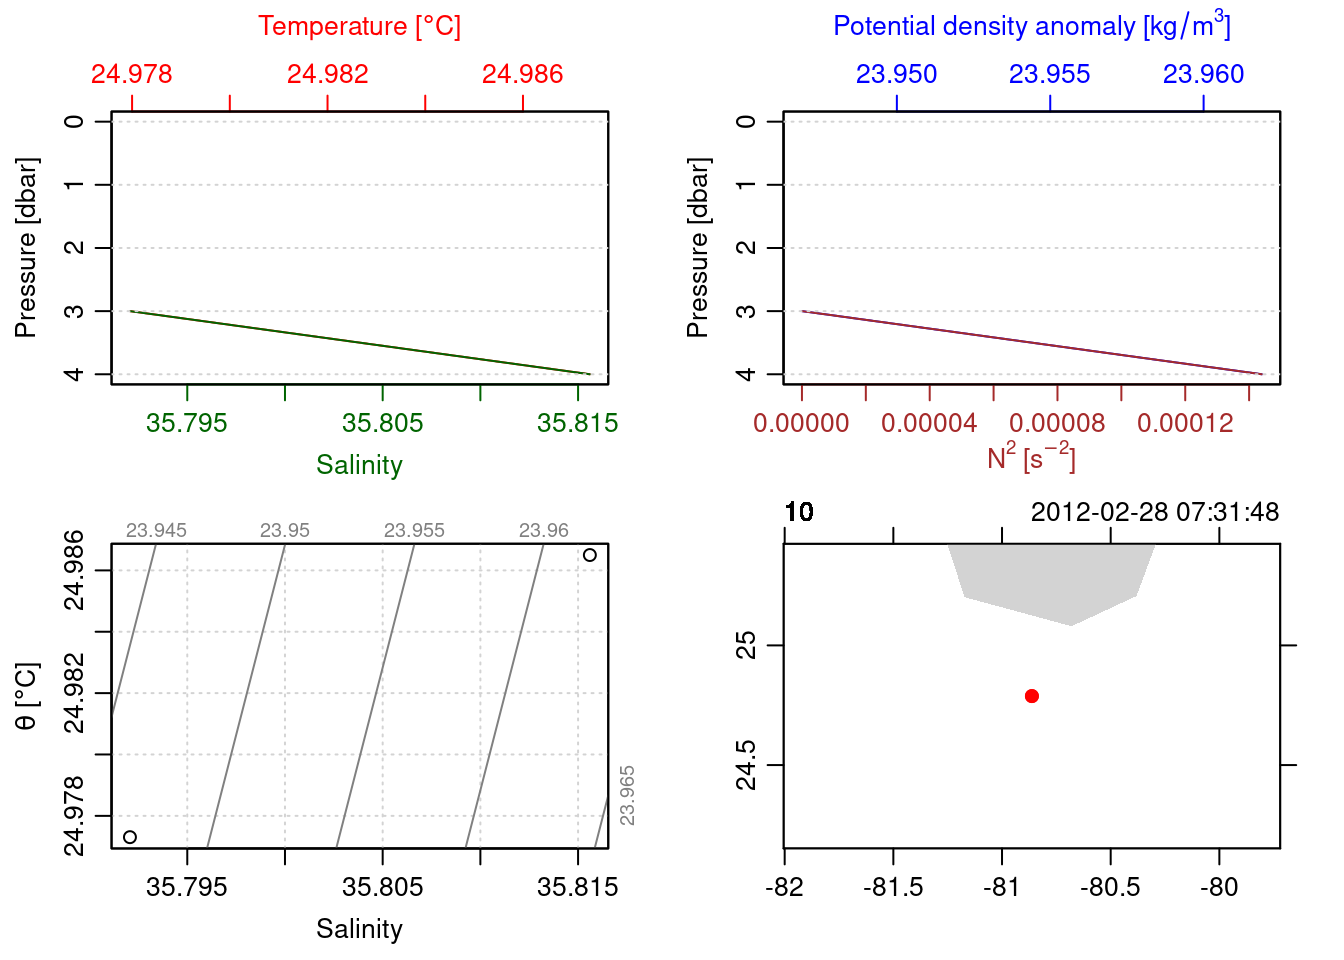 Temperature [°C]
24.978 24.982 24.986
0
1
2
3
4
Pressure [dbar]
35.795 35.805 35.815
Salinity
Potential density anomaly [kg/m³]
23.950 23.955 23.960
0
1
2
3
4
Pressure [dbar]
0.00000 0.00004 0.00008 0.00012
N² [s⁻²]
23.945 23.95 23.955 23.96
23.965
24.986
24.982
24.978
θ [°C]
35.795 35.805 35.815
Salinity
10 2012-02-28 07:31:48
25
24.5
-82 -81.5 -81 -80.5 -80